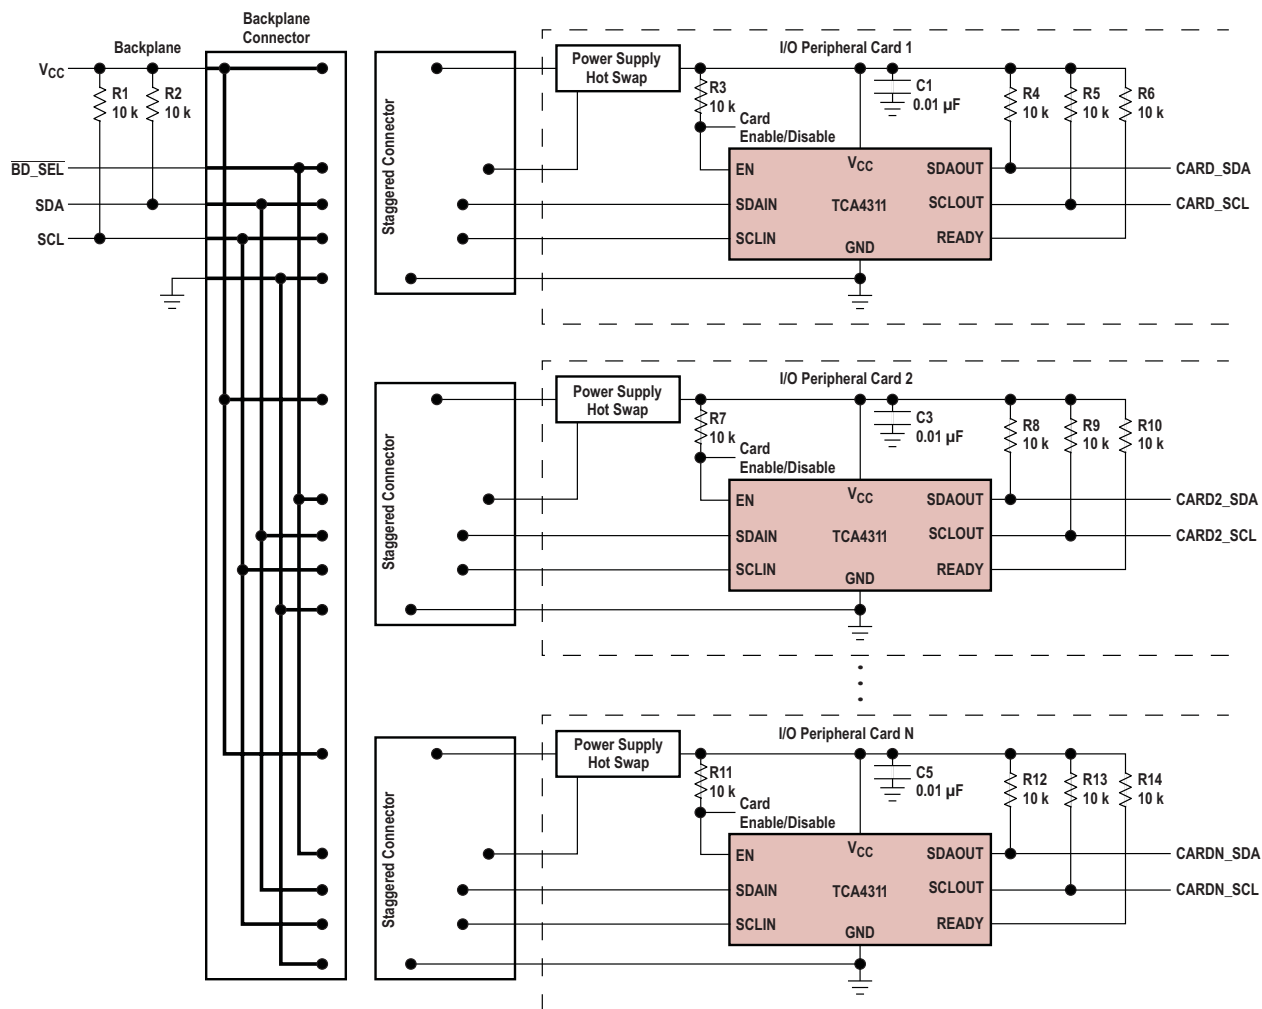 Backplane
Connector
Backplane
VCC
R1
10 k
R2
10 k
BD_SEL
SDA
SCL
Staggered Connector
Power Supply
Hot Swap
I/O Peripheral Card 1
R3
10 k
Card
Enable/Disable
C1
0.01 µF
R4
10 k
R5
10 k
R6
10 k
EN
VCC
SDAOUT
CARD_SDA
SDAIN
TCA4311
SCLOUT
CARD_SCL
SCLIN
GND
READY
Staggered Connector
Power Supply
Hot Swap
I/O Peripheral Card 2
R7
10 k
Card
Enable/Disable
C3
0.01 µF
R8
10 k
R9
10 k
R10
10 k
EN
VCC
SDAOUT
CARD2_SDA
SDAIN
TCA4311
SCLOUT
CARD2_SCL
SCLIN
GND
READY
Staggered Connector
Power Supply
Hot Swap
I/O Peripheral Card N
R11
10 k
Card
Enable/Disable
C5
0.01 µF
R12
10 k
R13
10 k
R14
10 k
EN
VCC
SDAOUT
CARDN_SDA
SDAIN
TCA4311
SCLOUT
CARDN_SCL
SCLIN
GND
READY